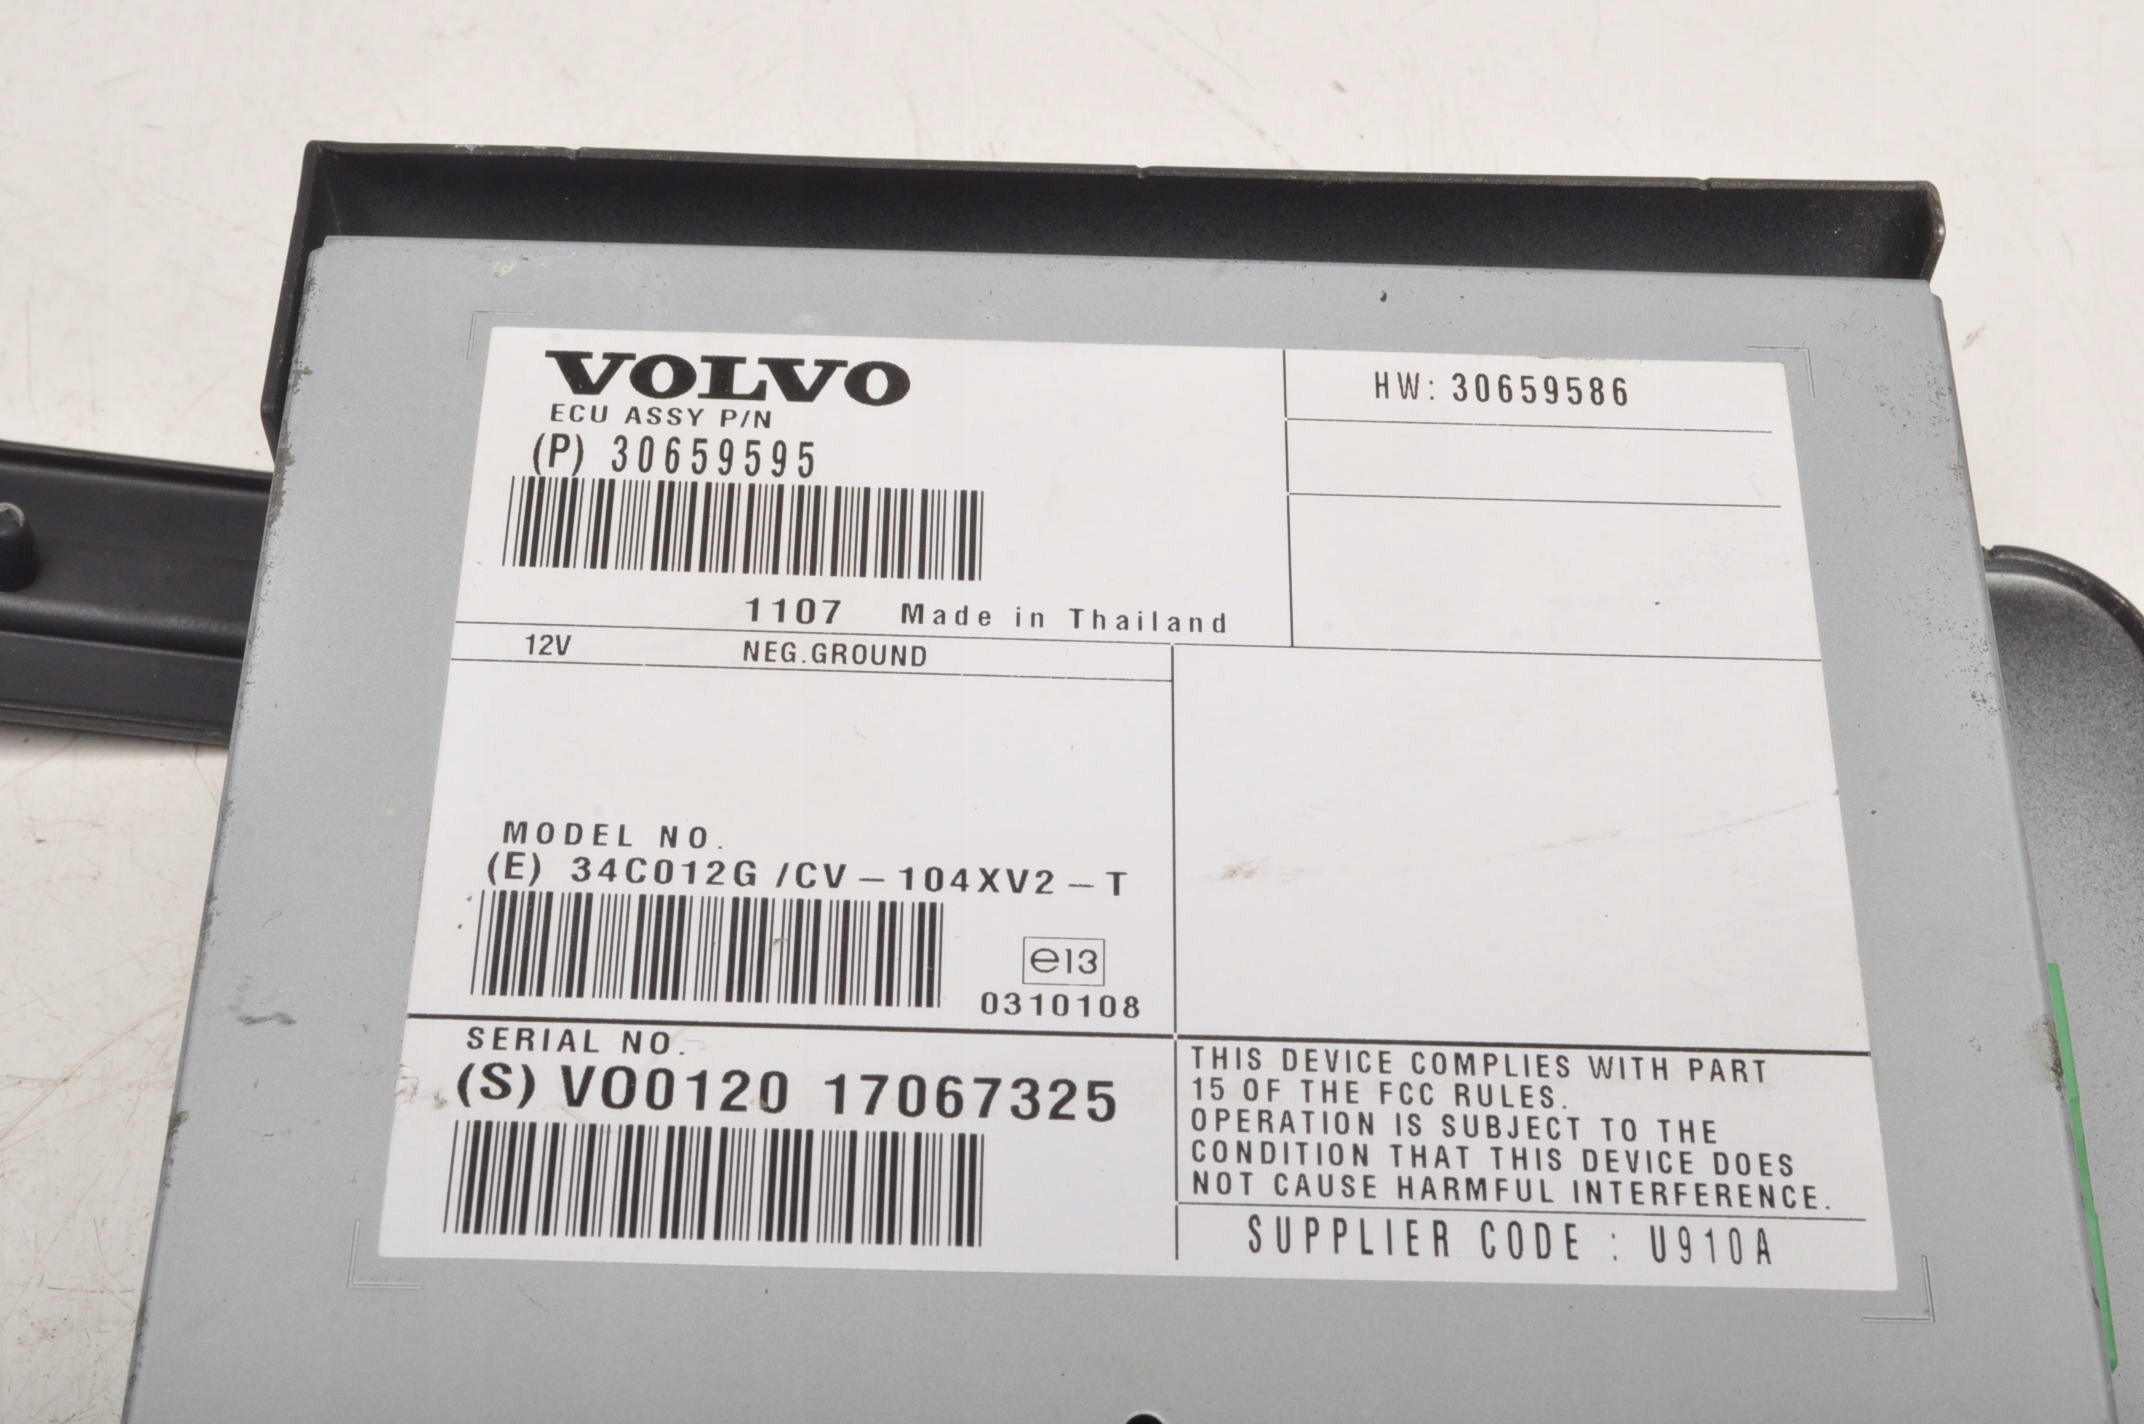 VOLVO
ECU ASSY P/N
(P) 30659595
HW: 30659586
1107 Made in Thailand
12V NEG.GROUND
MODEL NO.
(E) 34C012G /CV-104XV2-T
e13
0310108
SERIAL NO.
(S) VO0120 17067325
THIS DEVICE COMPLIES WITH PART
15 OF THE FCC RULES.
OPERATION IS SUBJECT TO THE
CONDITION THAT THIS DEVICE DOES
NOT CAUSE HARMFUL INTERFERENCE.
SUPPLIER CODE : U910A